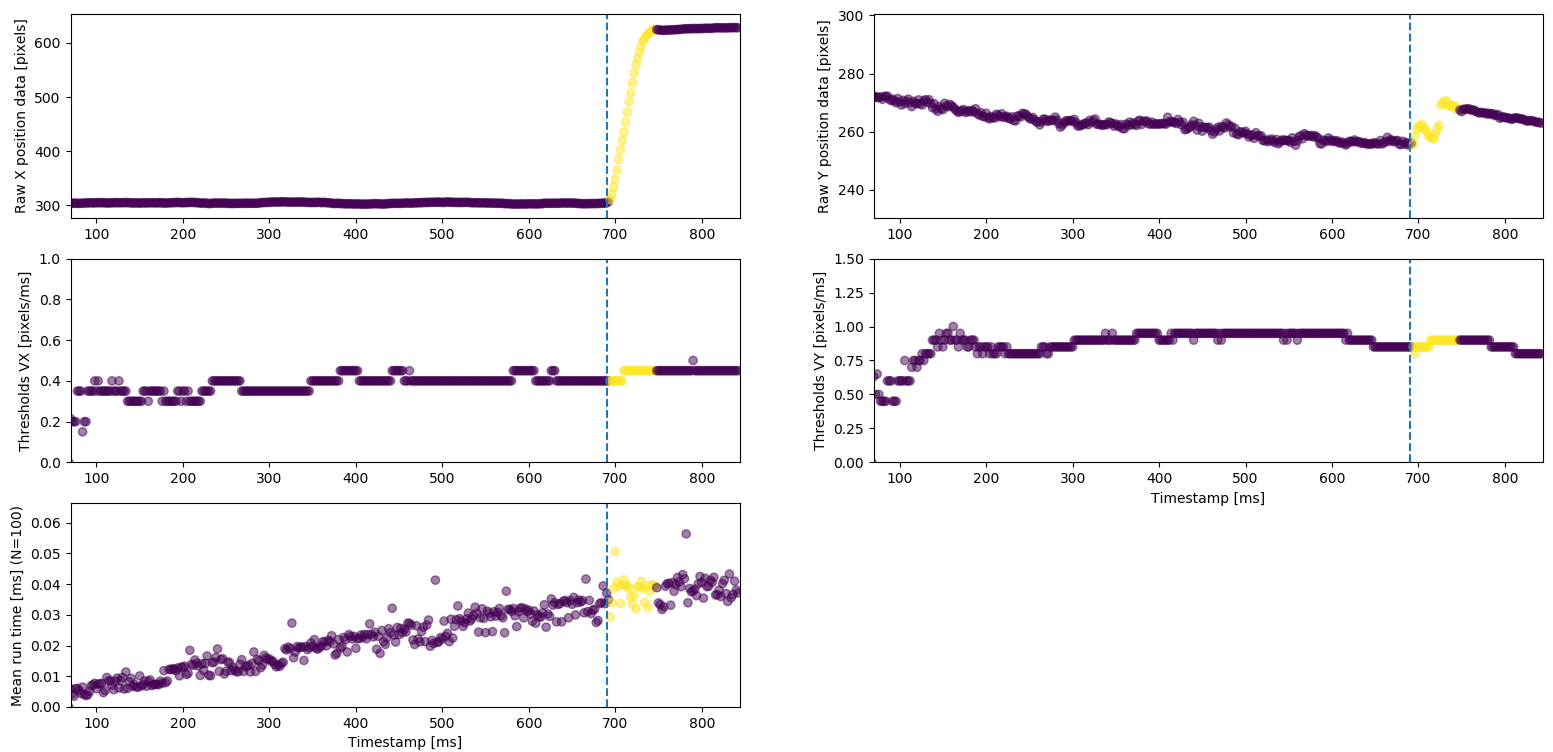 Raw X position data [pixels]
600
500
400
300
100 200 300 400 500 600 700 800
Raw Y position data [pixels]
300
280
260
240
100 200 300 400 500 600 700 800
Thresholds VX [pixels/ms]
1.0
0.8
0.6
0.4
0.2
0.0
100 200 300 400 500 600 700 800
Thresholds VY [pixels/ms]
1.50
1.25
1.00
0.75
0.50
0.25
0.00
100 200 300 400 500 600 700 800
Timestamp [ms]
Mean run time [ms] (N=100)
0.06
0.05
0.04
0.03
0.02
0.01
0.00
100 200 300 400 500 600 700 800
Timestamp [ms]